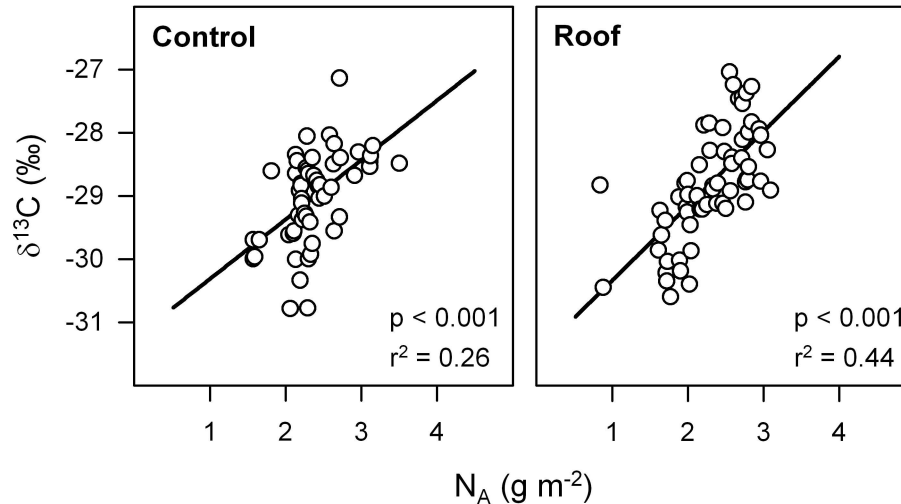 Control
Roof
δ¹³C (‰)
-27
-28
-29
-30
-31
p < 0.001
r² = 0.26
p < 0.001
r² = 0.44
1 2 3 4
1 2 3 4
N_A (g m⁻²)